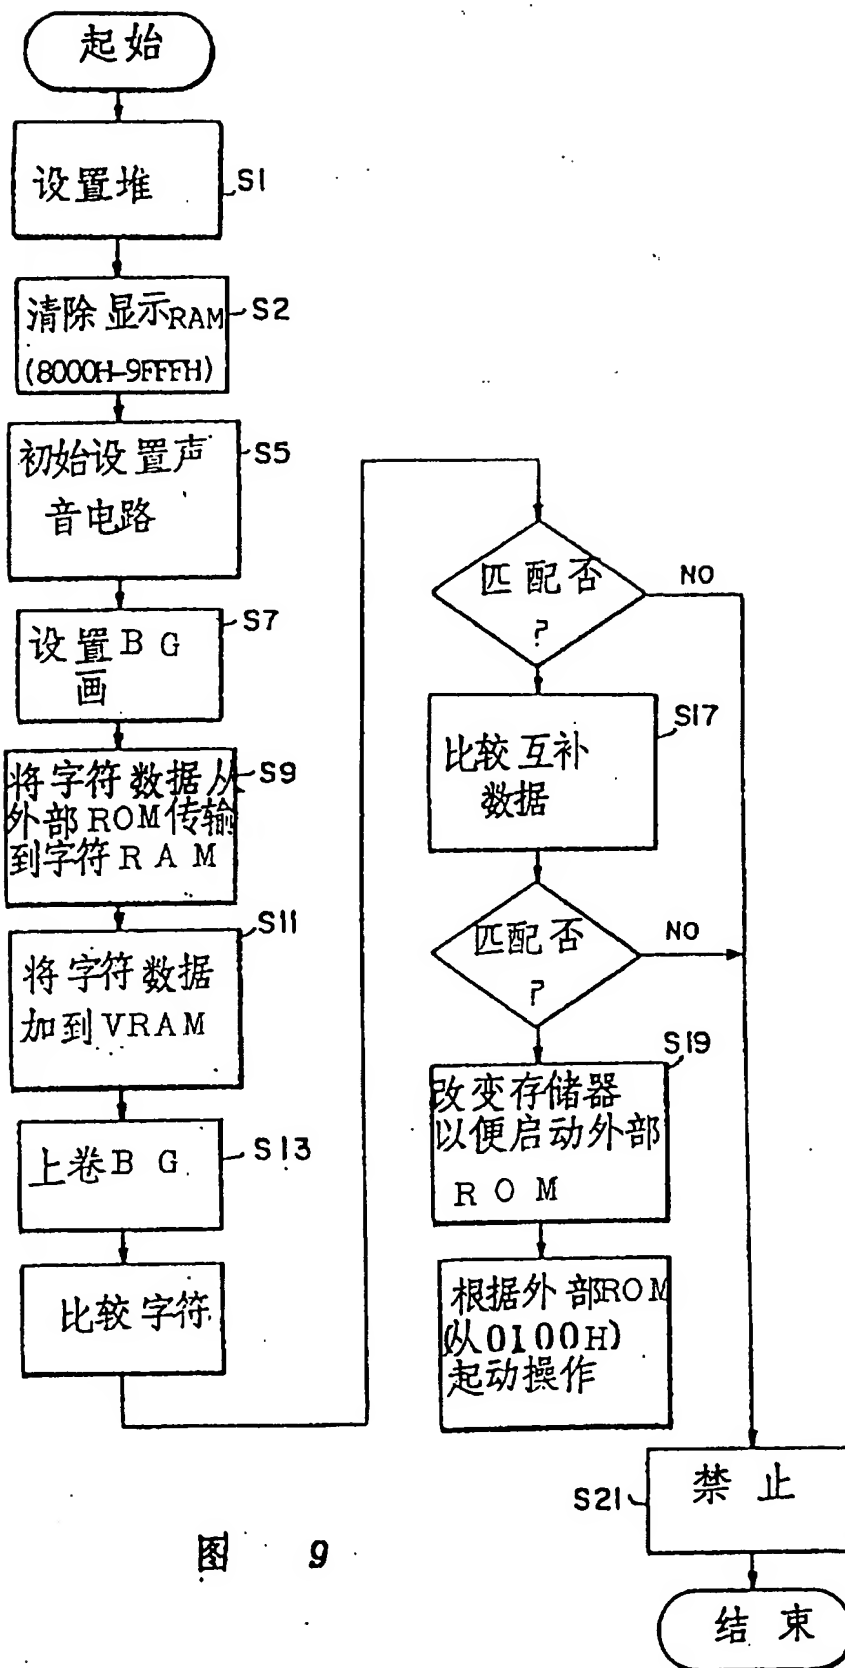 起始
设置堆
S1
清除显示RAM
(8000H-9FFFH)
S2
初始设置声
音电路
S5
设置BG
画
S7
将字符数据从
外部ROM传输
到字符RAM
S9
将字符数据
加到VRAM
S11
上卷BG
S13
比较字符
匹配否
?
NO
比较互补
数据
S17
匹配否
?
NO
改变存储器
以便启动外部
ROM
S19
根据外部ROM
(从0100H)
起动操作
禁止
S21
结束
图 9